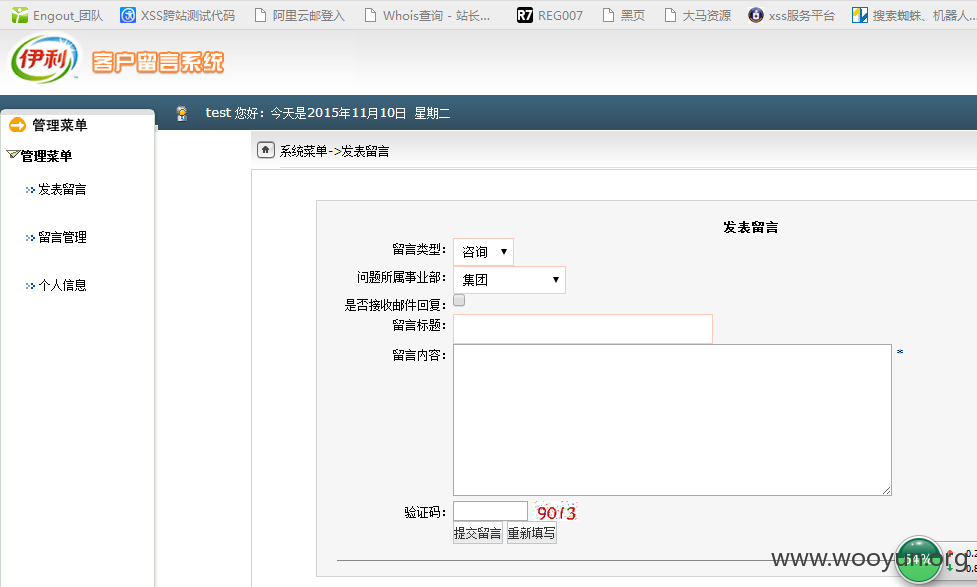 Engout_团队 XSS跨站测试代码 阿里云邮登入 Whois查询 - 站长... R7 REG007 黑页 大马资源 xss服务平台 搜索蜘蛛、机器人...
伊利 客户留言系统
test 您好：今天是2015年11月10日 星期二
管理菜单
管理菜单
发表留言
留言管理
个人信息
系统菜单->发表留言
发表留言
留言类型： 咨询
问题所属事业部： 集团
是否接收邮件回复：
留言标题：
留言内容： *
验证码： 9013
提交留言 重新填写
www.wooyun.org